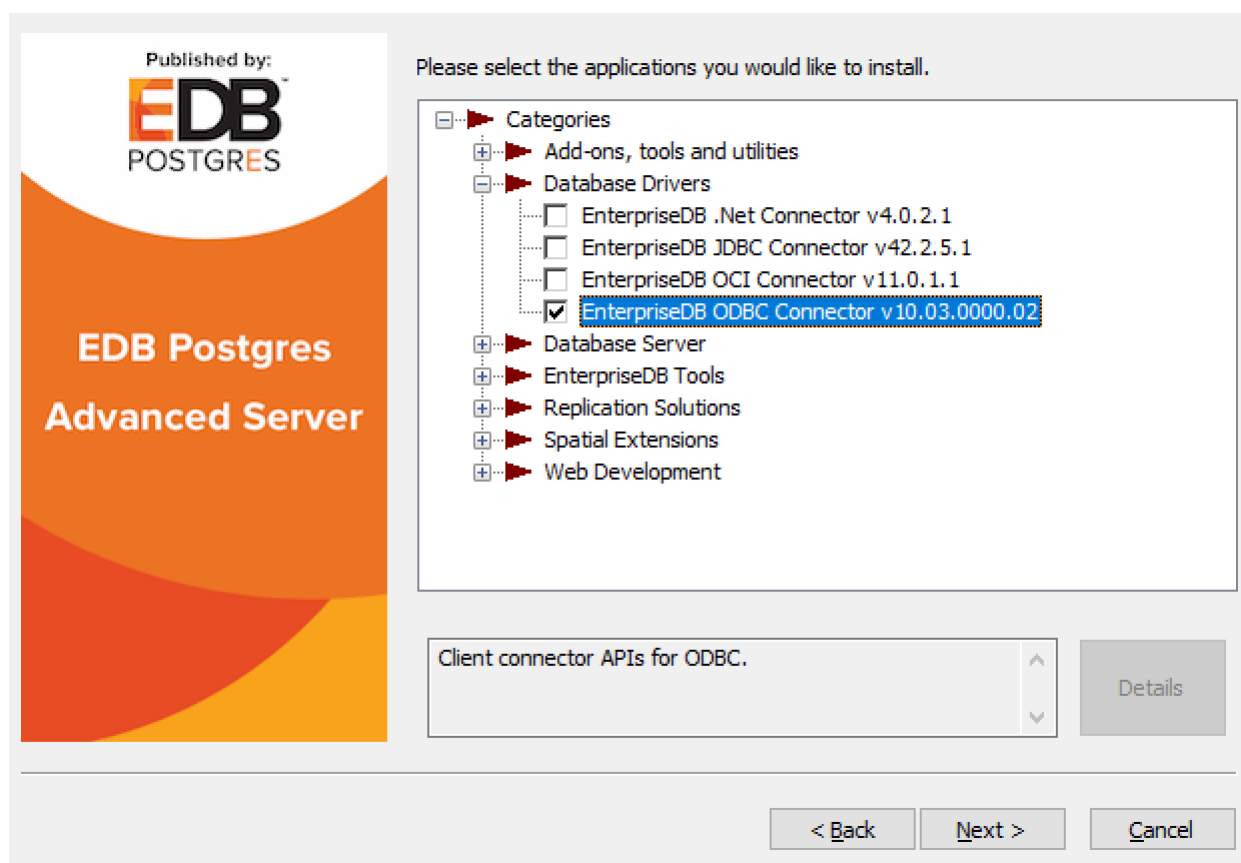 Published by:
EDB™
POSTGRES
EDB Postgres
Advanced Server
Please select the applications you would like to install.
Categories
Add-ons, tools and utilities
Database Drivers
EnterpriseDB .Net Connector v4.0.2.1
EnterpriseDB JDBC Connector v42.2.5.1
EnterpriseDB OCI Connector v11.0.1.1
EnterpriseDB ODBC Connector v10.03.0000.02
Database Server
EnterpriseDB Tools
Replication Solutions
Spatial Extensions
Web Development
Client connector APIs for ODBC.
Details
< Back
Next >
Cancel